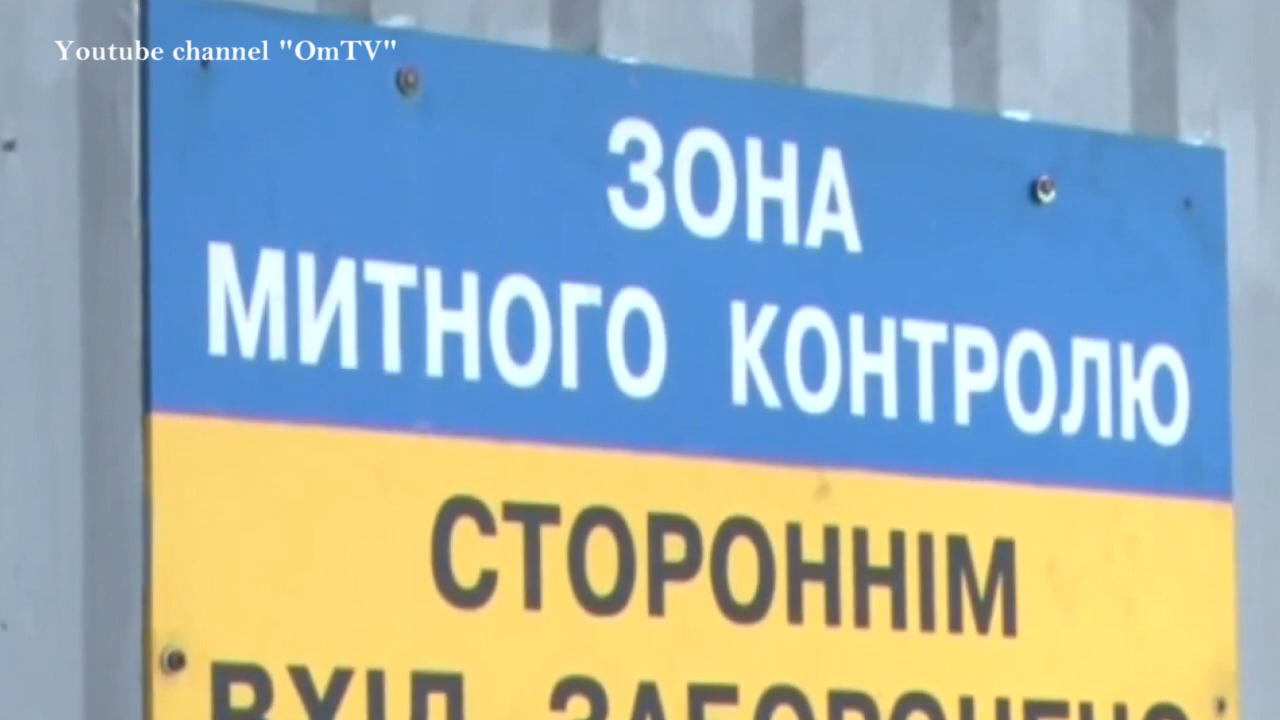 Youtube channel "OmTV"
ЗОНА
МИТНОГО КОНТРОЛЮ
СТОРОННІМ
ВХІД ЗАБОРОНЕНО